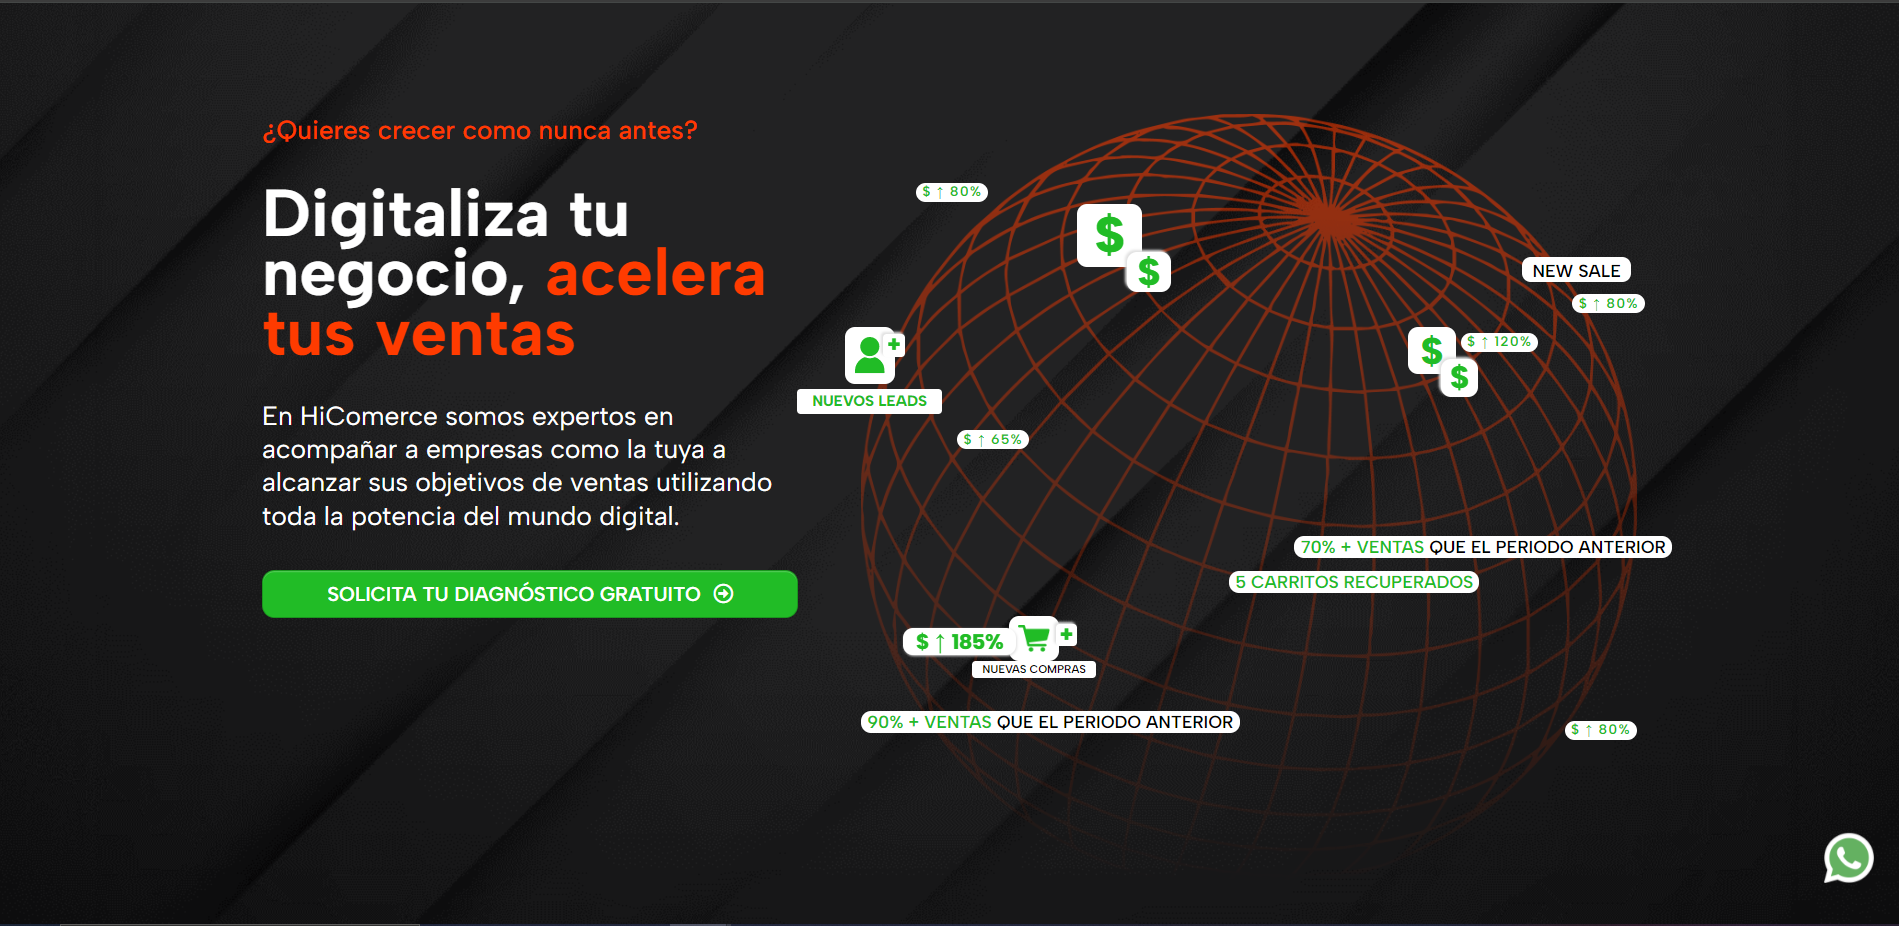 ¿Quieres crecer como nunca antes?
Digitaliza tu
negocio, acelera
tus ventas
En HiComerce somos expertos en
acompañar a empresas como la tuya a
alcanzar sus objetivos de ventas utilizando
toda la potencia del mundo digital.
SOLICITA TU DIAGNÓSTICO GRATUITO
$ ↑ 80%
$
$
NEW SALE
$ ↑ 80%
$ ↑ 120%
$
$
NUEVOS LEADS
$ ↑ 65%
70% + VENTAS QUE EL PERIODO ANTERIOR
5 CARRITOS RECUPERADOS
$ ↑ 185%
NUEVAS COMPRAS
90% + VENTAS QUE EL PERIODO ANTERIOR
$ ↑ 80%